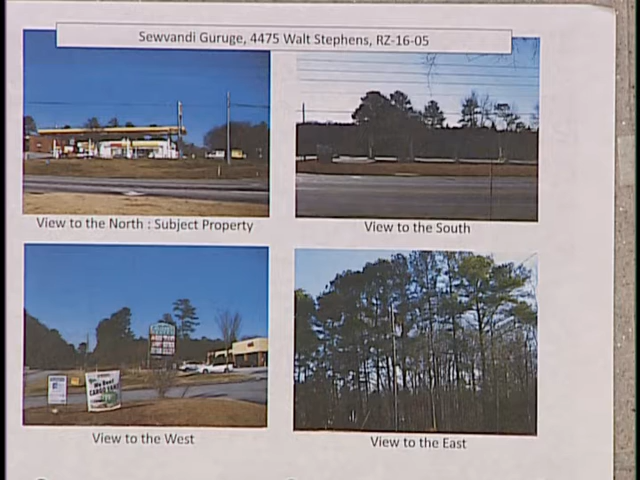 Sewvandi Guruge, 4475 Walt Stephens, RZ-16-05
View to the North : Subject Property
View to the South
View to the West
View to the East